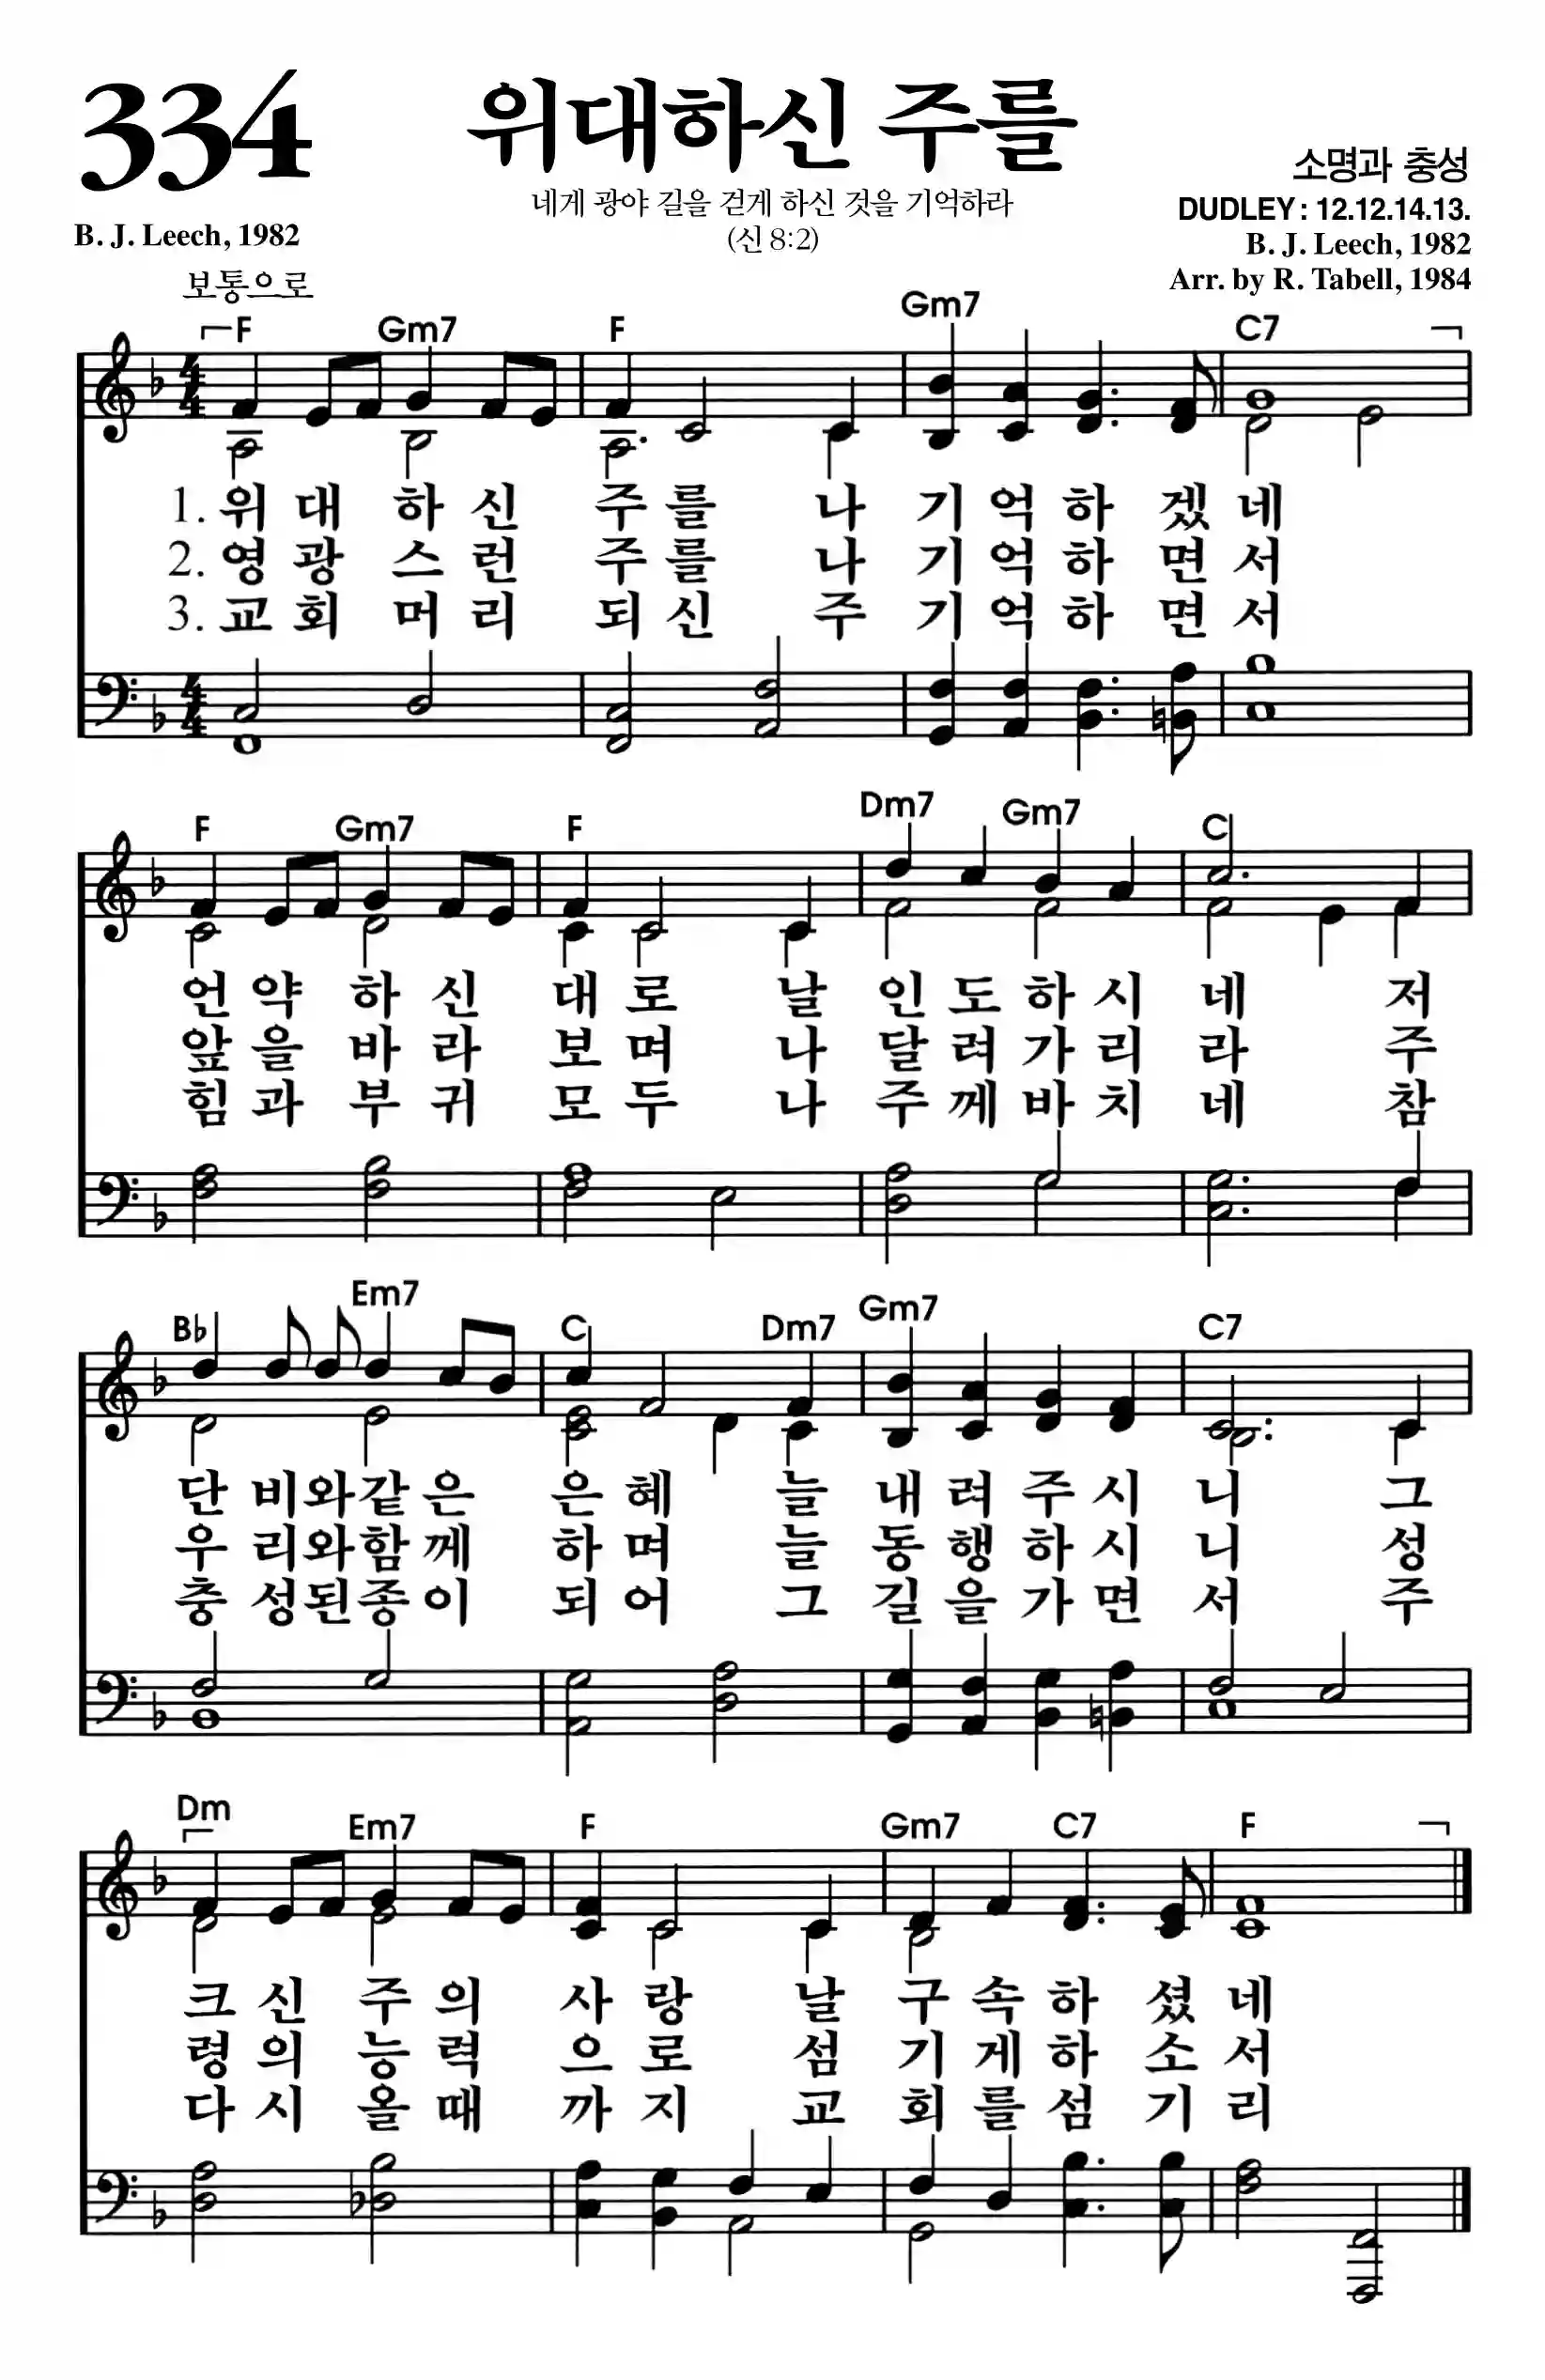 334
위대하신 주를
소명과 충성
네게 광야 길을 걷게 하신 것을 기억하라
(신 8:2)
DUDLEY : 12.12.14.13.
B. J. Leech, 1982
B. J. Leech, 1982
Arr. by R. Tabell, 1984
보통으로
F Gm7 F Gm7 C7
1. 위 대 하 신 주 를 나 기 억 하 겠 네
2. 영 광 스 런 주 를 나 기 억 하 면 서
3. 교 회 머 리 되 신 주 기 억 하 면 서
F Gm7 F Dm7 Gm7 C
언 약 하 신 대 로 날 인 도 하 시 네 저
앞 을 바 라 보 며 나 달 려 가 리 라 주
힘 과 부 귀 모 두 나 주 께 바 치 네 참
B♭ Em7 C Dm7 Gm7 C7
단 비 와 같 은 은 혜 늘 내 려 주 시 니 그
우 리 와 함 께 하 며 늘 동 행 하 시 니 성
충 성 된 종 이 되 어 그 길 을 가 면 서 주
Dm Em7 F Gm7 C7 F
크 신 주 의 사 랑 날 구 속 하 셨 네
령 의 능 력 으 로 섬 기 게 하 소 서
다 시 올 때 까 지 교 회 를 섬 기 리